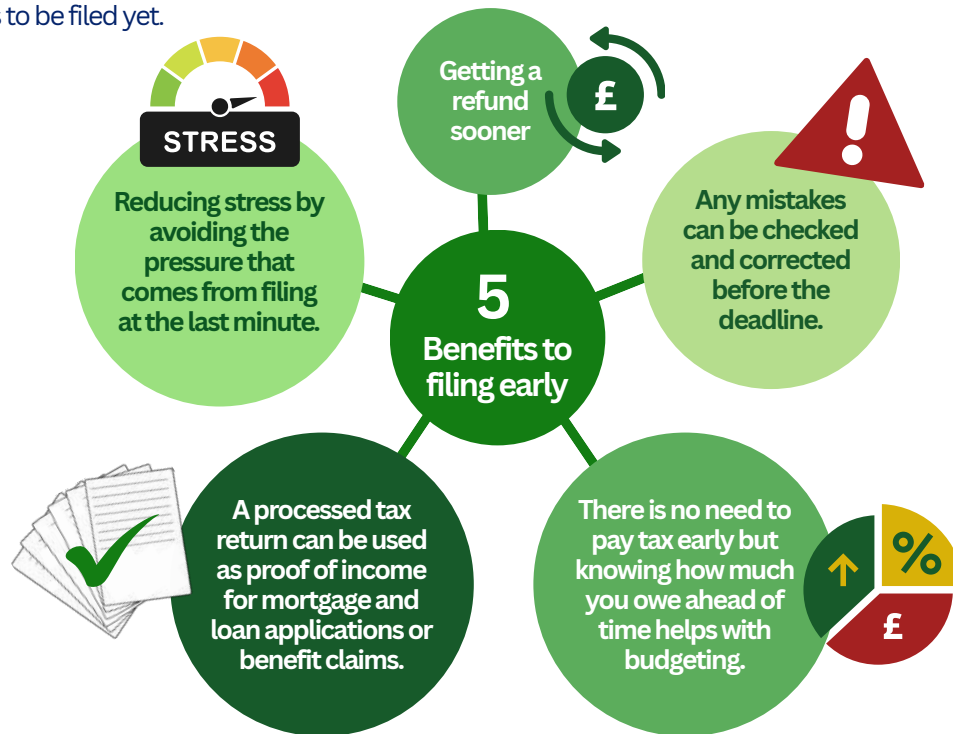 s to be filed yet.
STRESS
Reducing stress by
avoiding the
pressure that
comes from filing
at the last minute.
Getting a
refund
sooner
£
!
Any mistakes
can be checked
and corrected
before the
deadline.
5
Benefits to
filing early
A processed tax
return can be used
as proof of income
for mortgage and
loan applications or
benefit claims.
There is no need to
pay tax early but
knowing how much
you owe ahead of
time helps with
budgeting.
%
£